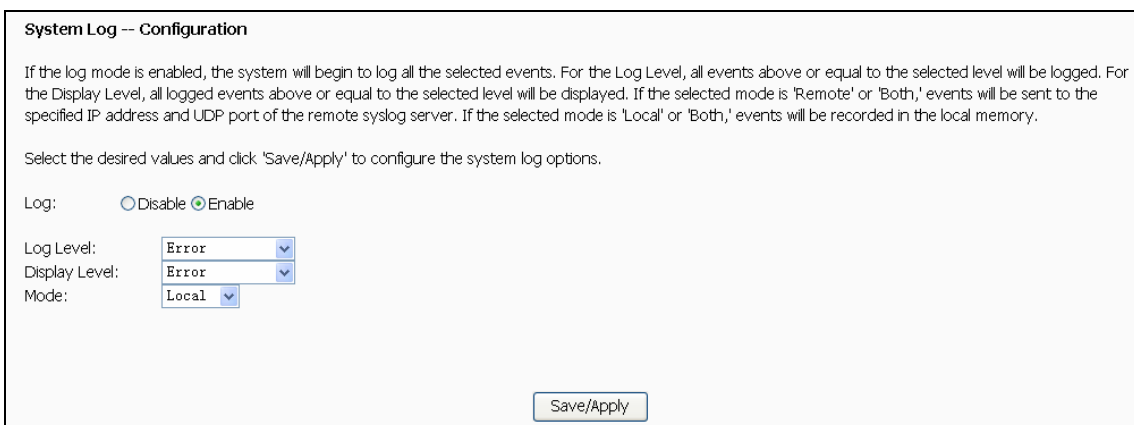 System Log -- Configuration
If the log mode is enabled, the system will begin to log all the selected events. For the Log Level, all events above or equal to the selected level will be logged. For
the Display Level, all logged events above or equal to the selected level will be displayed. If the selected mode is 'Remote' or 'Both,' events will be sent to the
specified IP address and UDP port of the remote syslog server. If the selected mode is 'Local' or 'Both,' events will be recorded in the local memory.
Select the desired values and click 'Save/Apply' to configure the system log options.
Log: Disable Enable
Log Level: Error
Display Level: Error
Mode: Local
Save/Apply